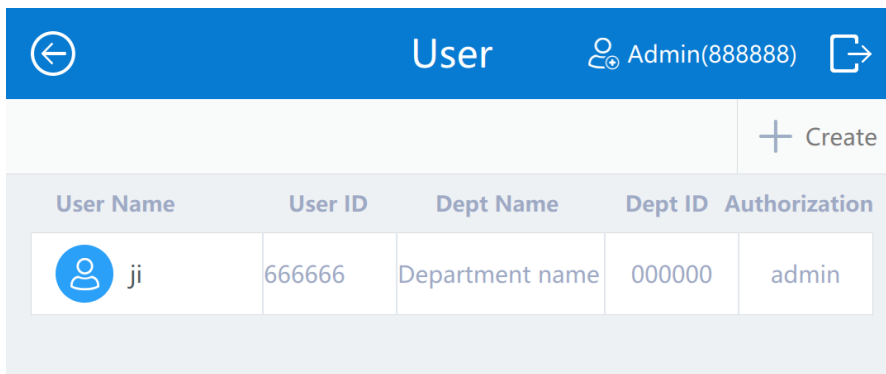 User Admin(888888)
Create
User Name User ID Dept Name Dept ID Authorization
ji 666666 Department name 000000 admin